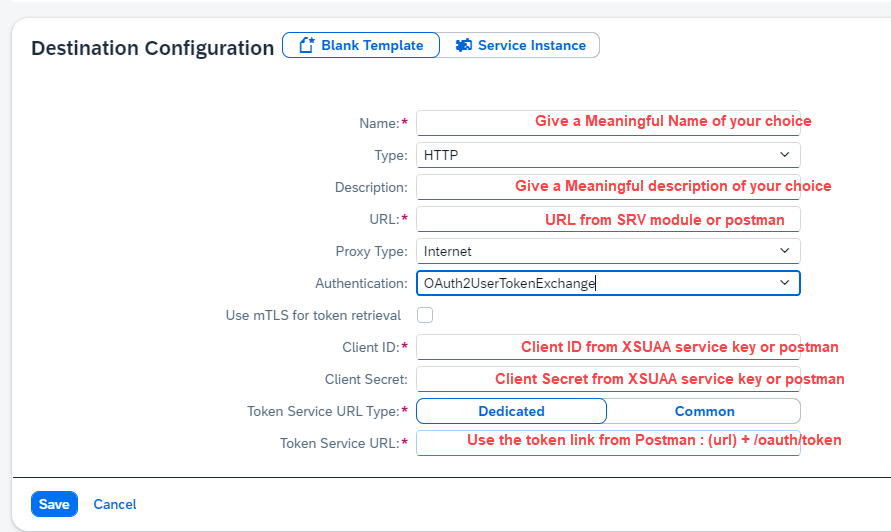 Destination Configuration Blank Template Service Instance
Name:* Give a Meaningful Name of your choice
Type: HTTP
Description: Give a Meaningful description of your choice
URL:* URL from SRV module or postman
Proxy Type: Internet
Authentication: OAuth2UserTokenExchange
Use mTLS for token retrieval
Client ID:* Client ID from XSUAA service key or postman
Client Secret: Client Secret from XSUAA service key or postman
Token Service URL Type:* Dedicated Common
Token Service URL:* Use the token link from Postman : (url) + /oauth/token
Save Cancel